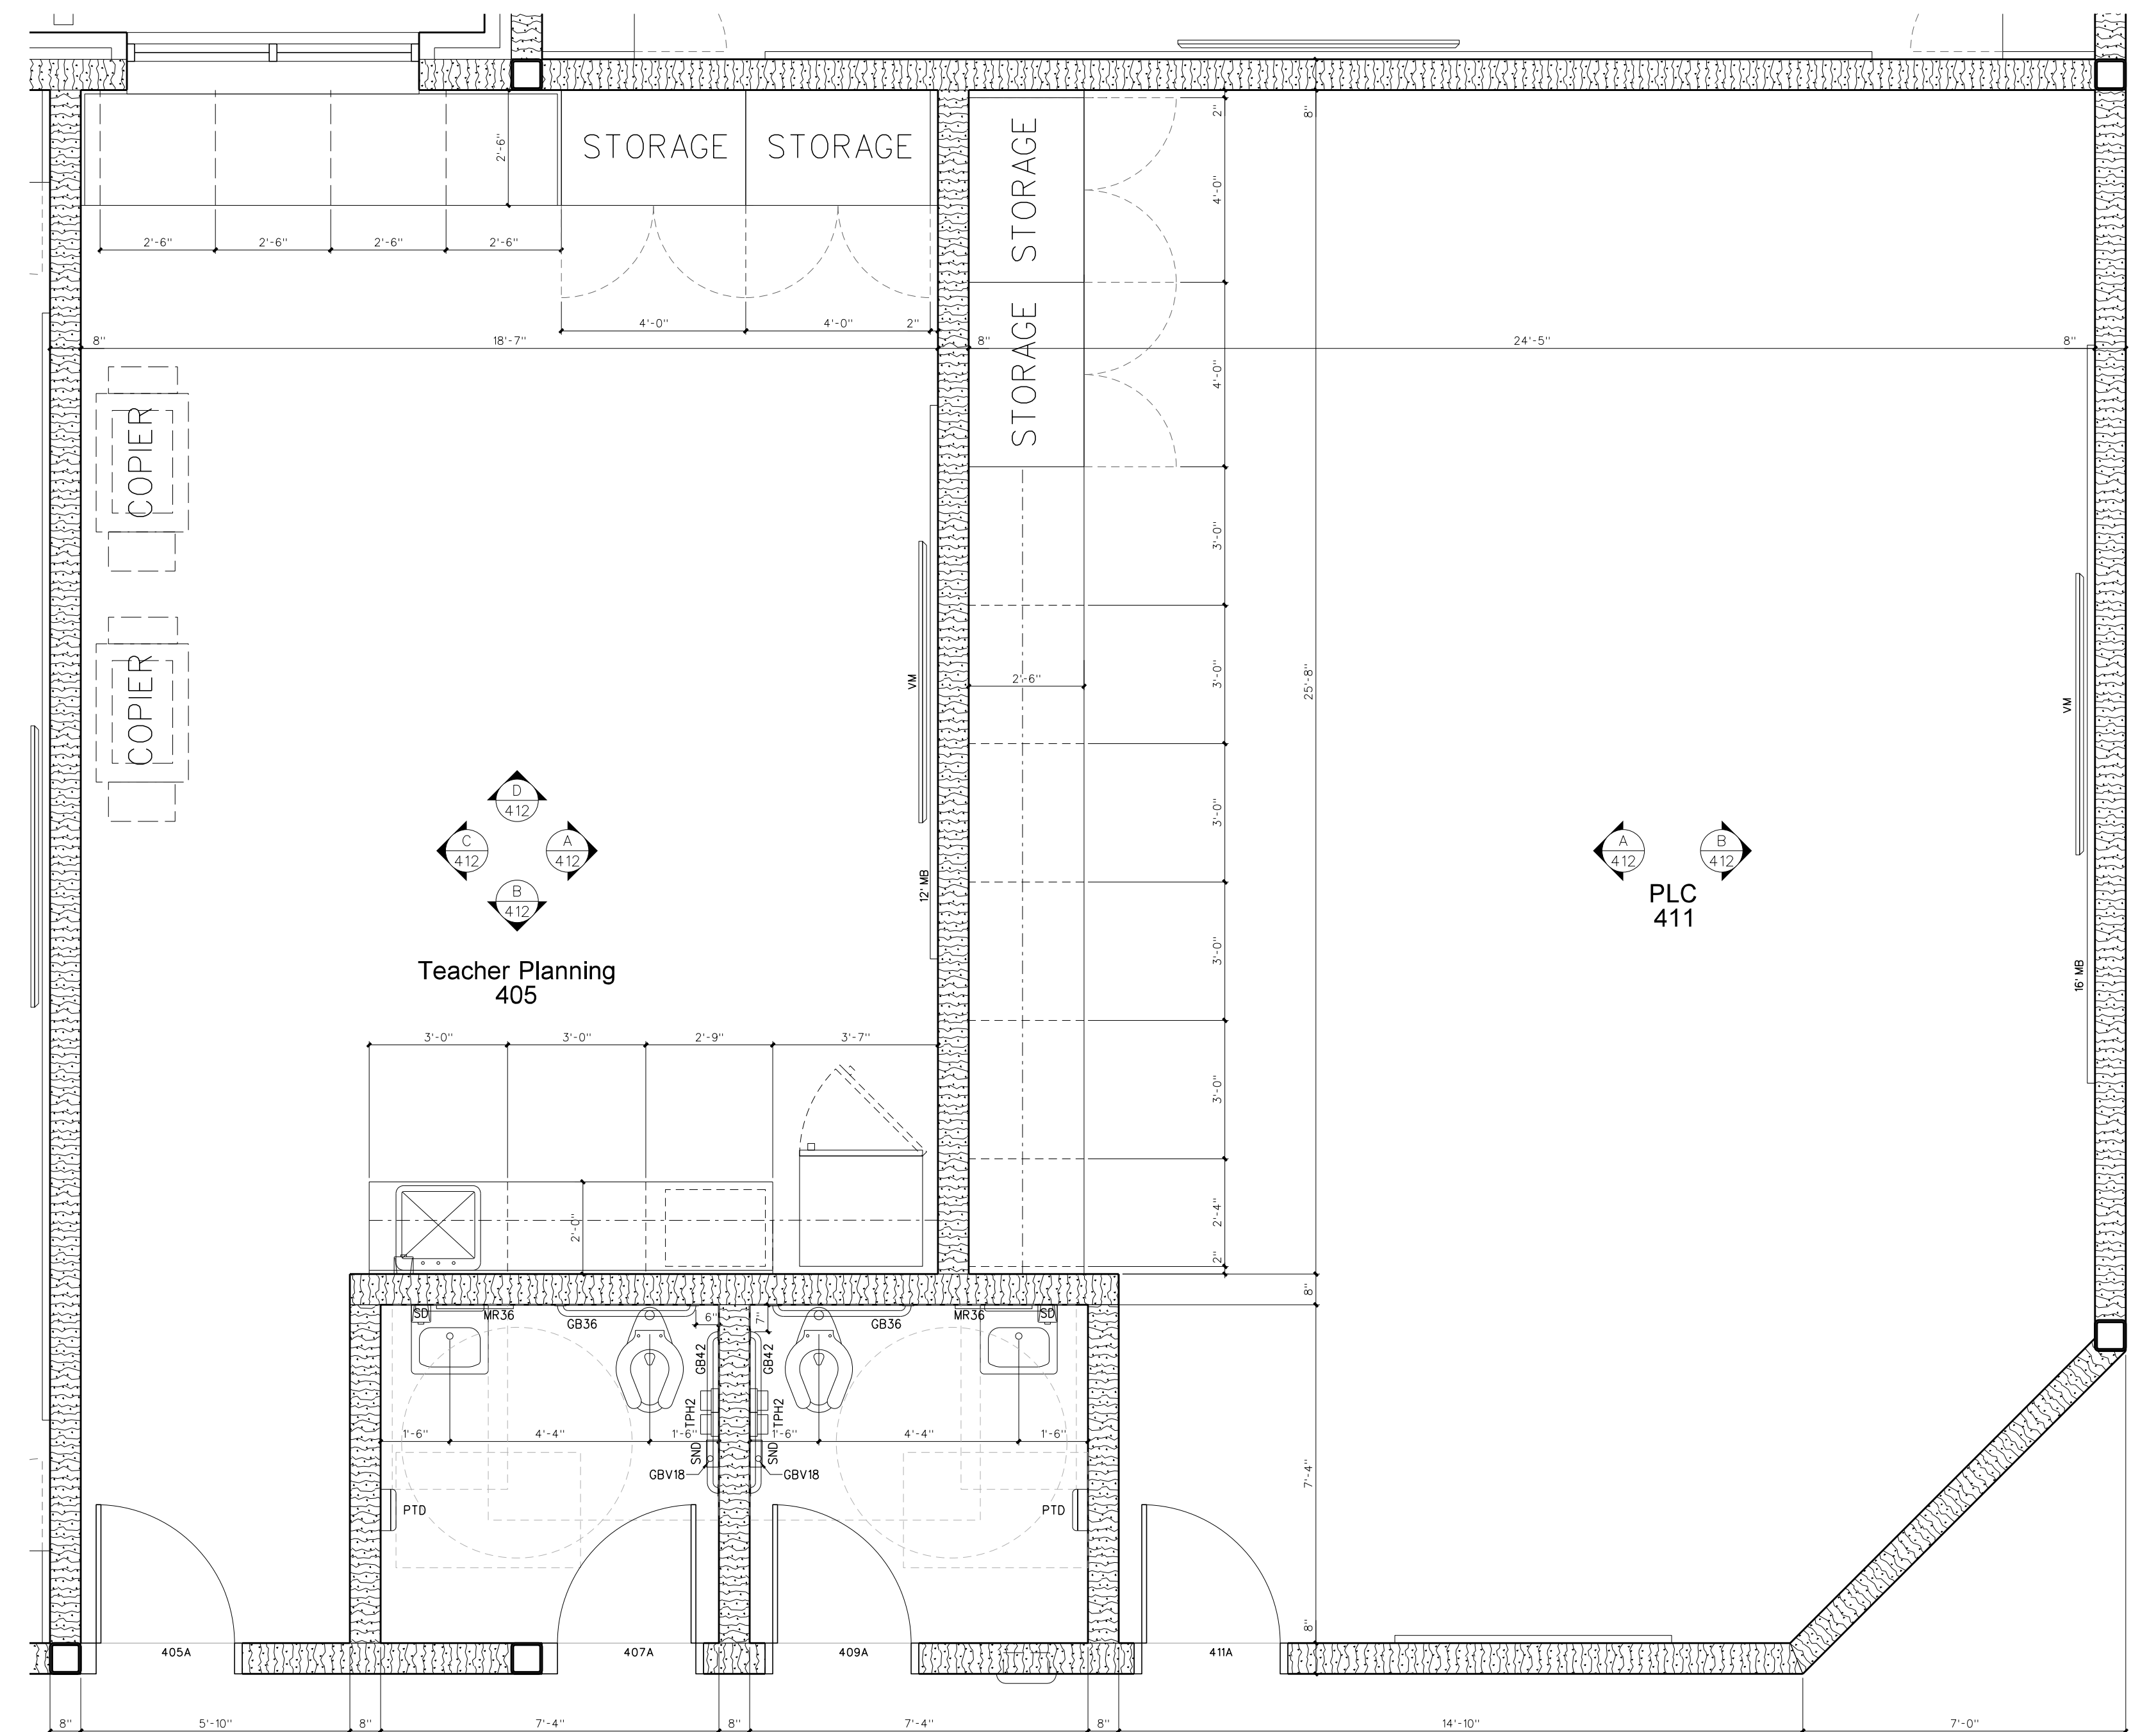 STORAGE STORAGE
STORAGE
STORAGE
2'-6"
2'-6" 2'-6" 2'-6" 2'-6"
4'-0" 4'-0" 2"
8" 18'-7" 8" 24'-5" 8"
2"
8"
4'-0"
4'-0"
3'-0"
3'-0"
3'-0"
3'-0"
3'-0"
2'-4"
2"
25'-8"
2'-6"
COPIER
COPIER
VM
12' MB
VM
16' MB
D
412
C
412
A
412
B
412
Teacher Planning
405
A
412
B
412
PLC
411
3'-0" 3'-0" 2'-9" 3'-7"
2'-0"
8"
SD MR36 GB36 6" 7" GB36 MR36 SD
GB42 GB42
TPH2 TPH2
1'-6" 4'-4" 1'-6" 1'-6" 4'-4" 1'-6"
SND SND
GBV18 GBV18
PTD PTD
7'-4"
8"
405A 407A 409A 411A
8" 5'-10" 8" 7'-4" 8" 7'-4" 8" 14'-10" 7'-0"